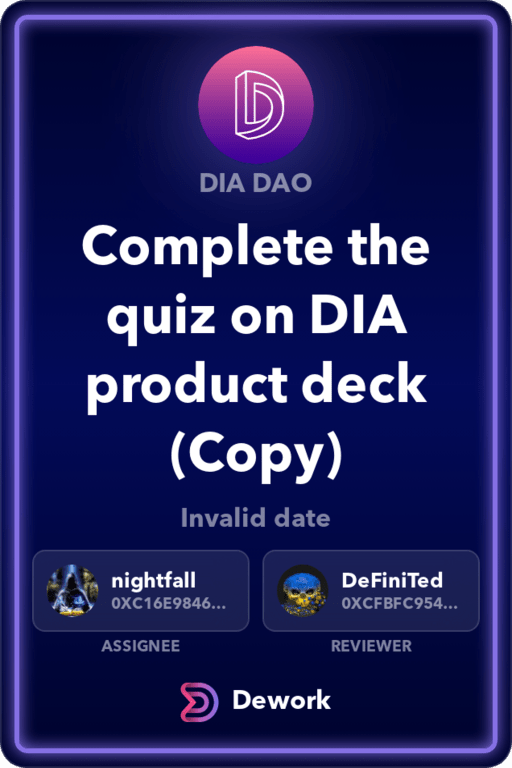 DIA DAO
Complete the
quiz on DIA
product deck
(Copy)
Invalid date
nightfall
0XC16E9846...
ASSIGNEE
DeFiniTed
0XCFBFC954...
REVIEWER
Dework